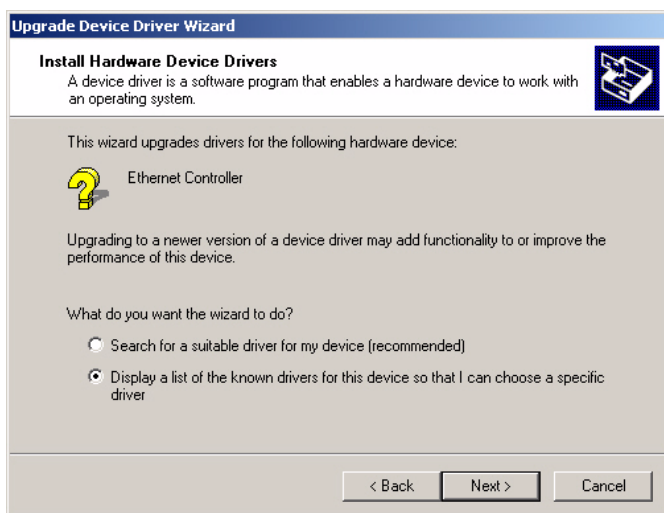 Upgrade Device Driver Wizard
Install Hardware Device Drivers
A device driver is a software program that enables a hardware device to work with
an operating system.
This wizard upgrades drivers for the following hardware device:
Ethernet Controller
Upgrading to a newer version of a device driver may add functionality to or improve the
performance of this device.
What do you want the wizard to do?
Search for a suitable driver for my device (recommended)
Display a list of the known drivers for this device so that I can choose a specific
driver
< Back
Next >
Cancel